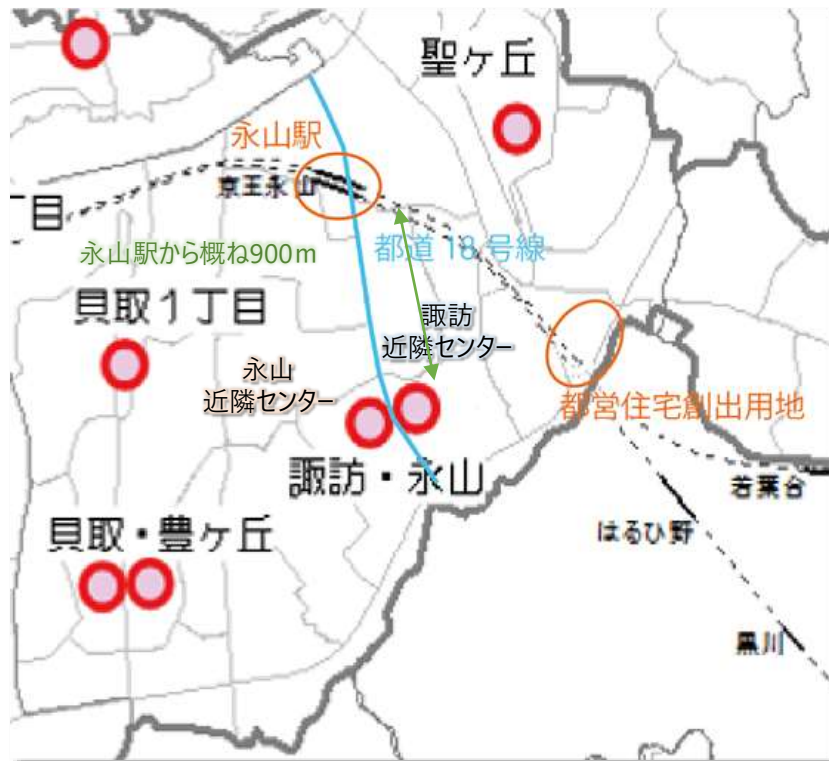 聖ヶ丘
永山駅
京王永山
丁目
永山駅から概ね900m
都道 18 号線
貝取1丁目
諏訪
近隣センター
永山
近隣センター
都営住宅創出用地
諏訪・永山
若葉台
はるひ野
貝取・豊ヶ丘
黒川